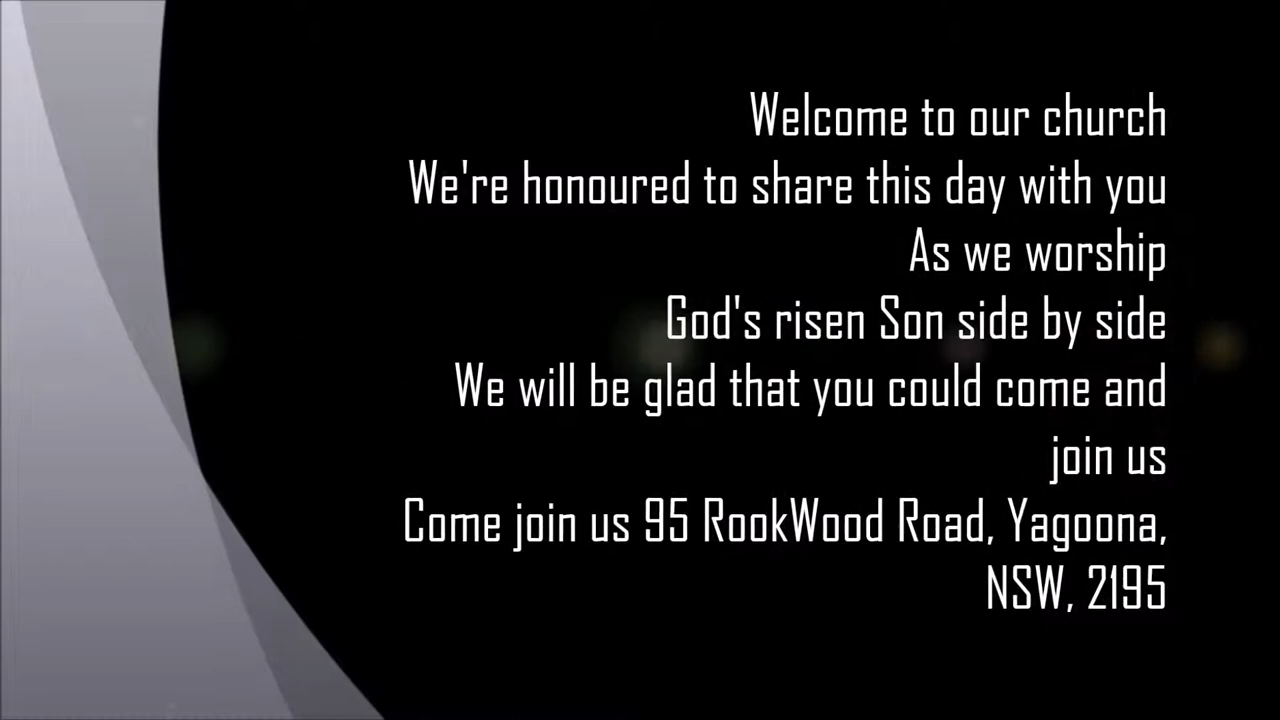 Welcome to our church
We're honoured to share this day with you
As we worship
God's risen Son side by side
We will be glad that you could come and
join us
Come join us 95 RookWood Road, Yagoona,
NSW, 2195